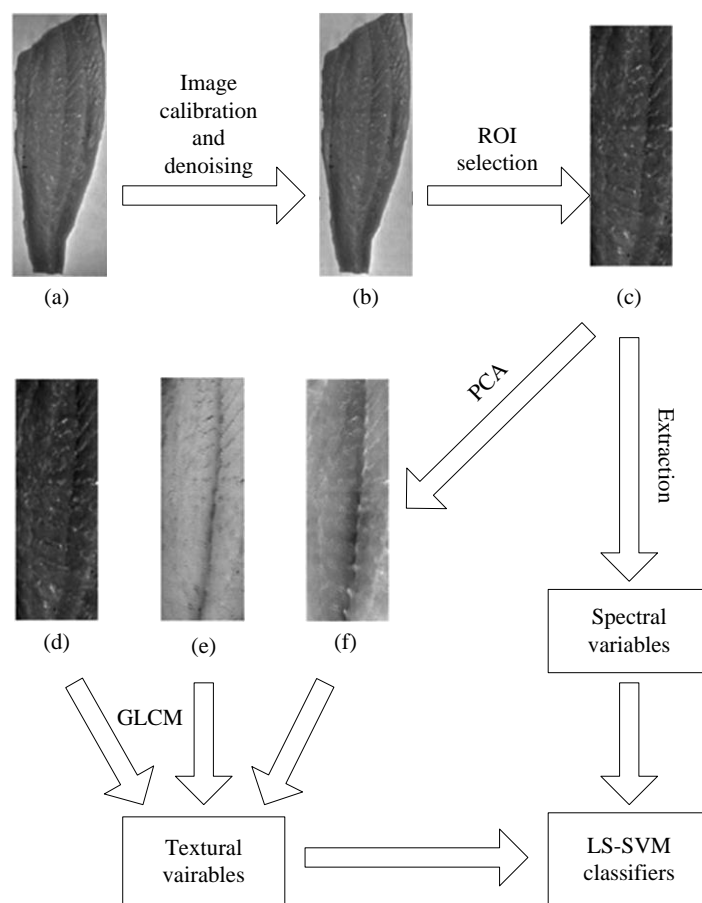 Image
calibration
and
denoising
ROI
selection
(a)
(b)
(c)
PCA
Extraction
(d)
(e)
(f)
Spectral
variables
GLCM
Textural
vairables
LS-SVM
classifiers